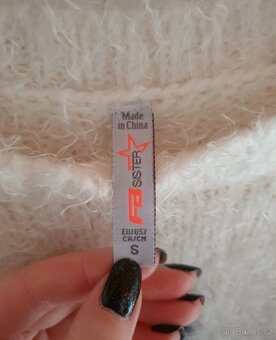 Made
in China
FB
SISTER
EU/US/
CA/CN
S